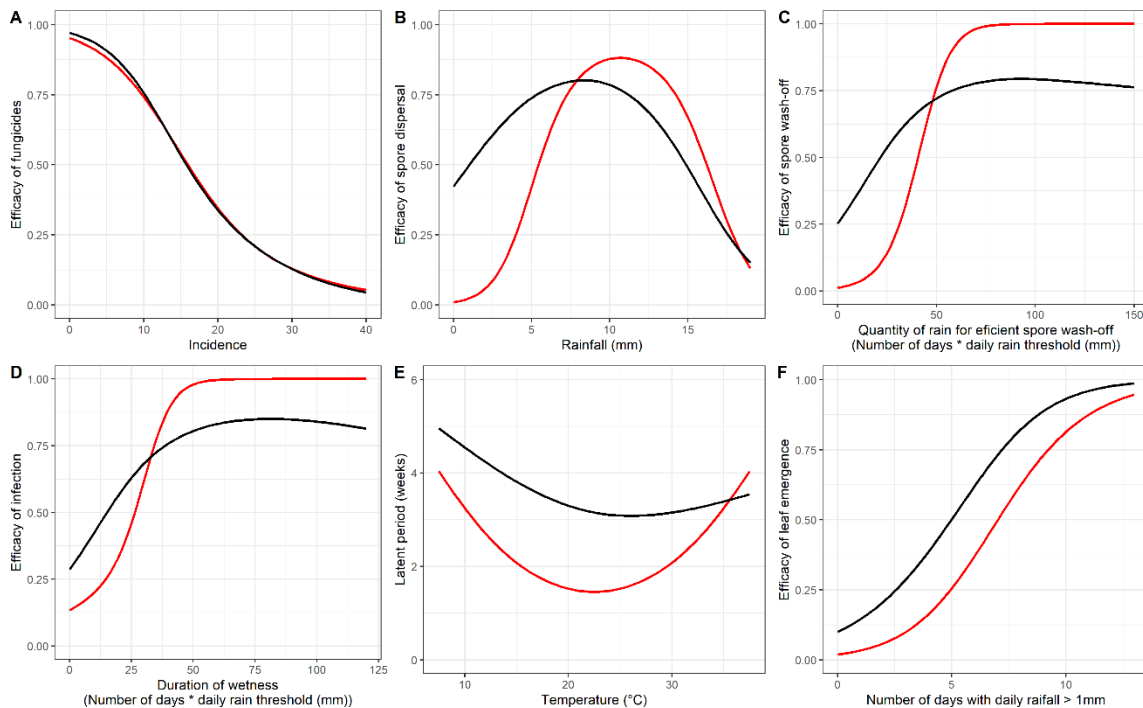 A
1.00
0.75
0.50
0.25
0.00
Efficacy of fungicides
0 10 20 30 40
Incidence
B
1.00
0.75
0.50
0.25
0.00
Efficacy of spore dispersal
0 5 10 15
Rainfall (mm)
C
1.00
0.75
0.50
0.25
0.00
Efficacy of spore wash-off
0 50 100 150
Quantity of rain for eficient spore wash-off
(Number of days * daily rain threshold (mm))
D
1.00
0.75
0.50
0.25
0.00
Efficacy of infection
0 25 50 75 100 125
Duration of wetness
(Number of days * daily rain threshold (mm))
E
6
4
2
0
Latent period (weeks)
10 20 30
Temperature (°C)
F
1.00
0.75
0.50
0.25
0.00
Efficacy of leaf emergence
0 5 10
Number of days with daily raifall > 1mm